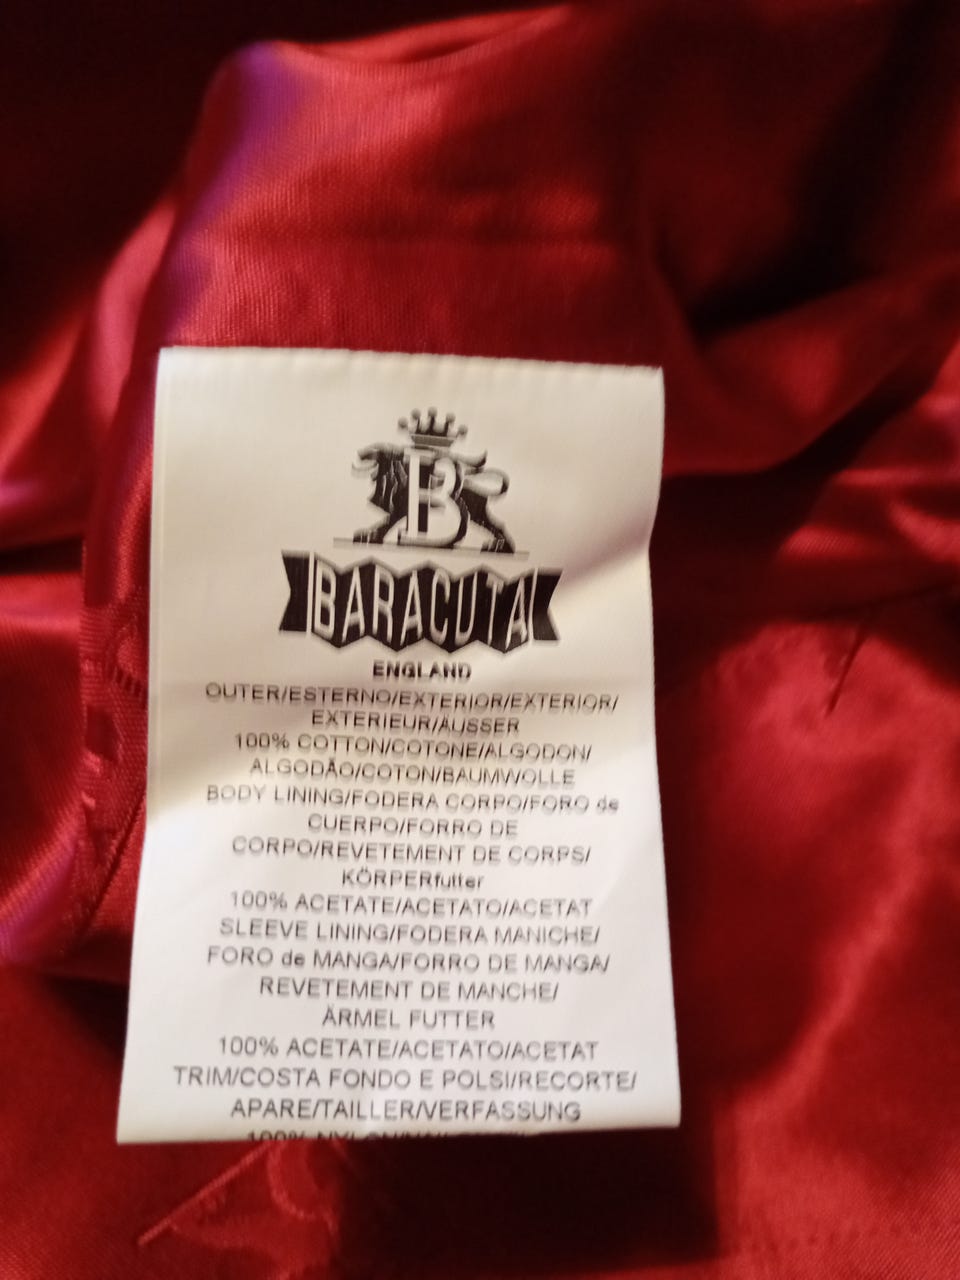 B
BARACUTA
ENGLAND
OUTER/ESTERNO/EXTERIOR/EXTERIOR/
EXTERIEUR/ÄUSSER
100% COTTON/COTONE/ALGODON/
ALGODÃO/COTON/BAUMWOLLE
BODY LINING/FODERA CORPO/FORO de
CUERPO/FORRO DE
CORPO/REVETEMENT DE CORPS/
KÖRPERfutter
100% ACETATE/ACETATO/ACETAT
SLEEVE LINING/FODERA MANICHE/
FORO de MANGA/FORRO DE MANGA/
REVETEMENT DE MANCHE/
ÄRMEL FUTTER
100% ACETATE/ACETATO/ACETAT
TRIM/COSTA FONDO E POLSI/RECORTE/
APARE/TAILLER/VERFASSUNG
100%